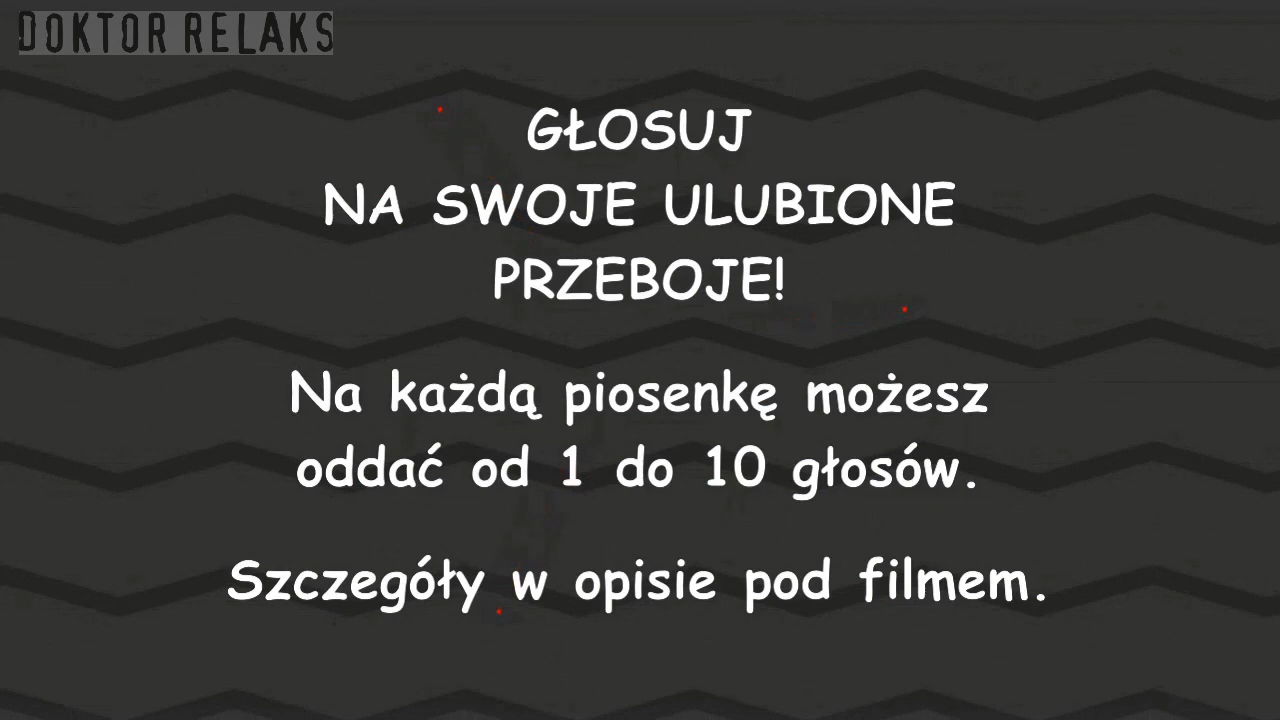 DOKTOR RELAKS
GŁOSUJ
NA SWOJE ULUBIONE
PRZEBOJE!
Na każdą piosenkę możesz
oddać od 1 do 10 głosów.
Szczegóły w opisie pod filmem.